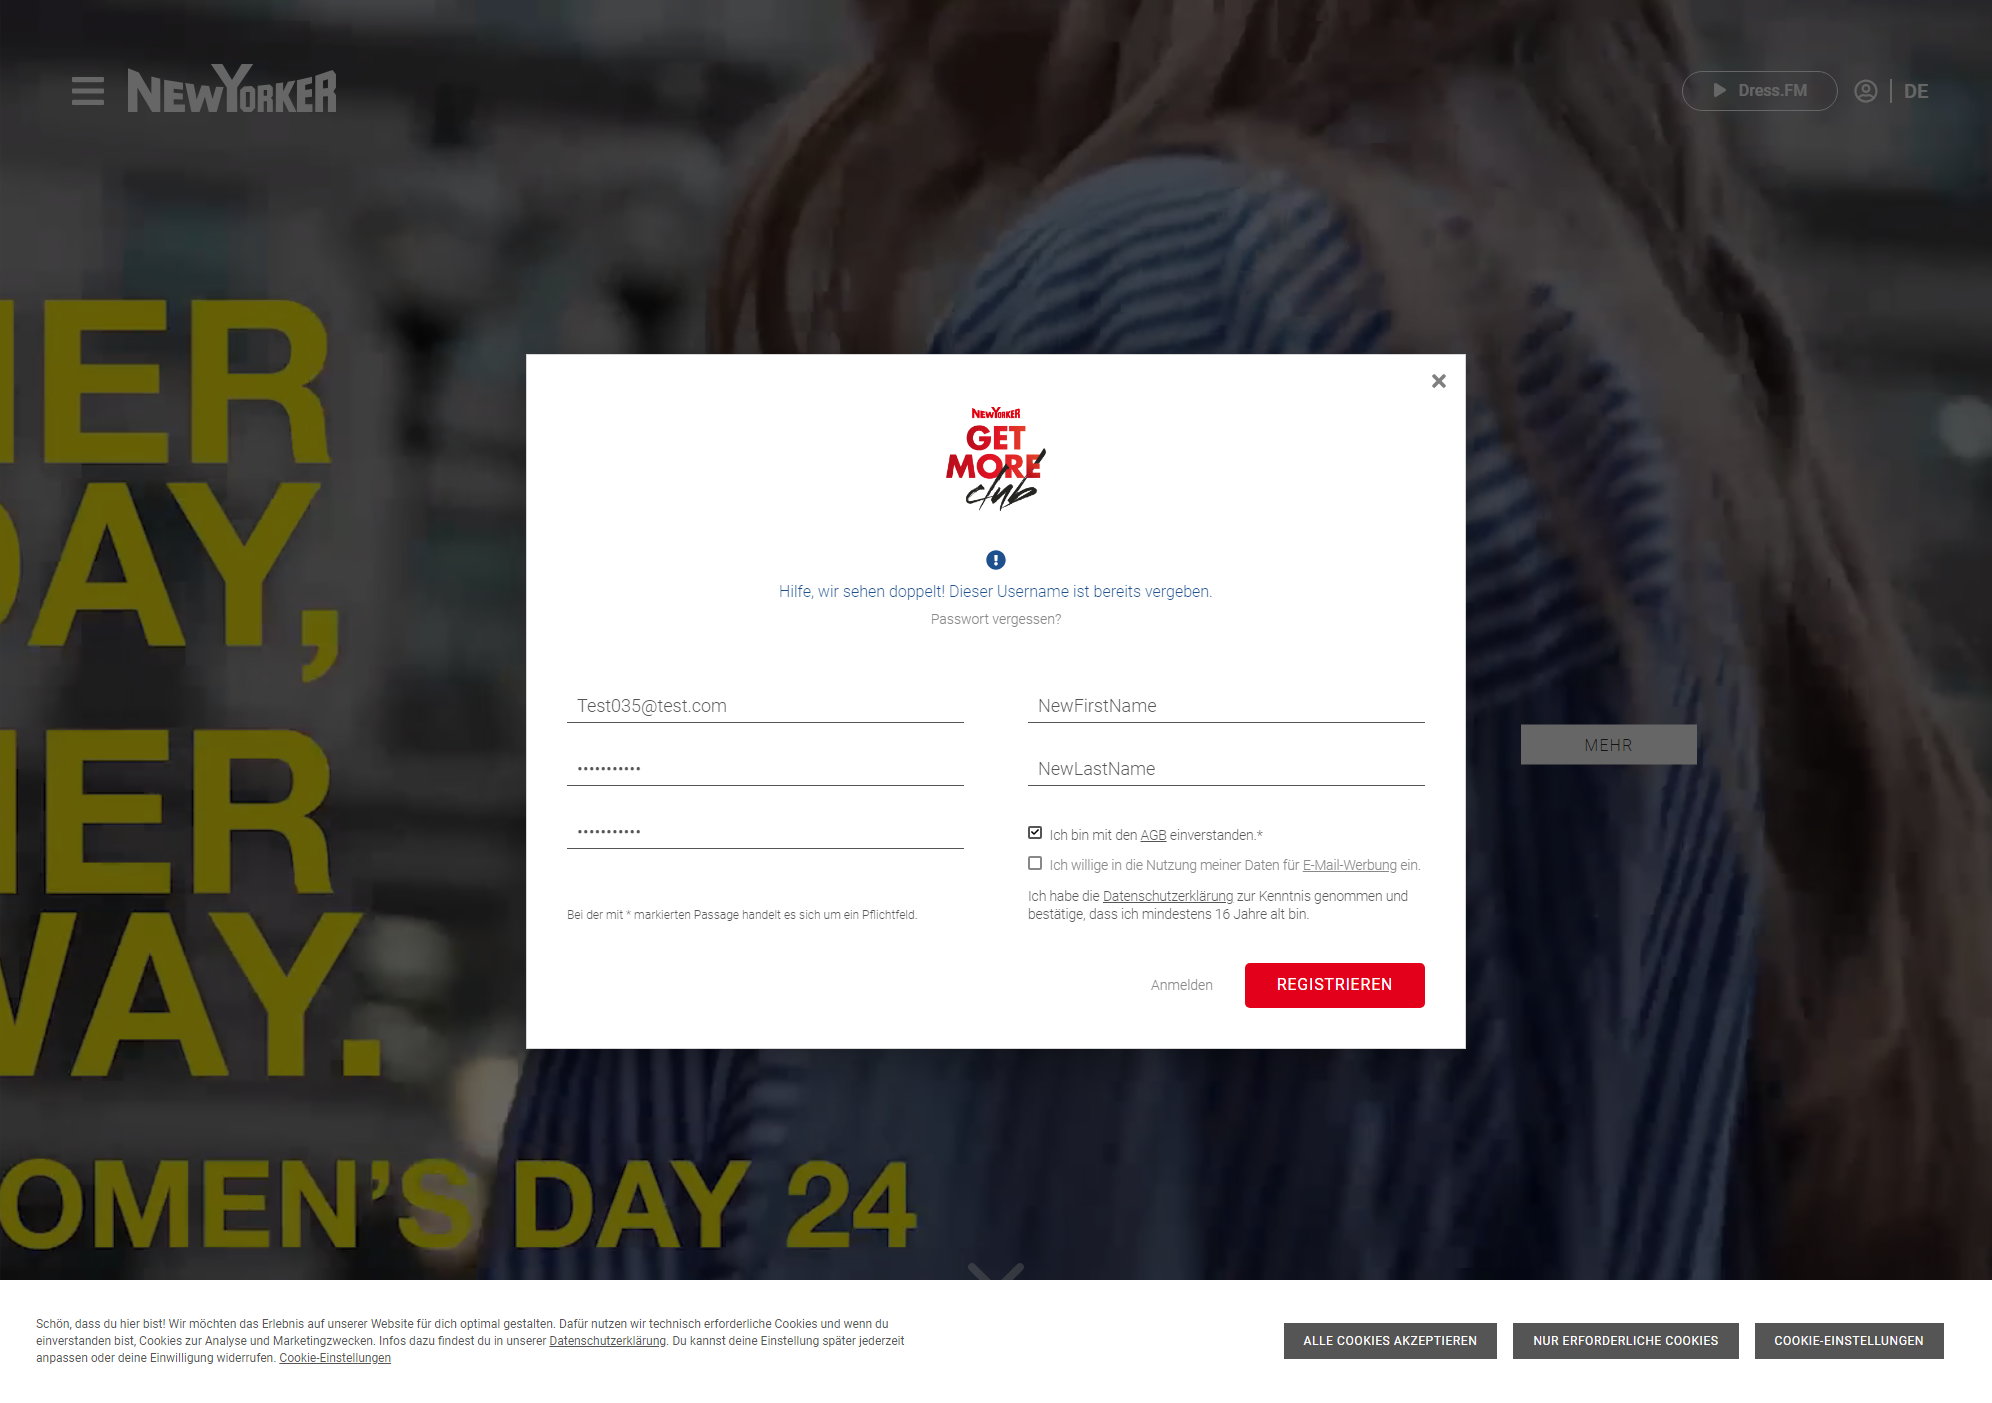 NEWYORKER
Dress.FM
DE
NEWYORKER
GET
MORE
club
Hilfe, wir sehen doppelt! Dieser Username ist bereits vergeben.
Passwort vergessen?
Test035@test.com
NewFirstName
•••••••••••
NewLastName
•••••••••••
Ich bin mit den AGB einverstanden.*
Ich willige in die Nutzung meiner Daten für E-Mail-Werbung ein.
Ich habe die Datenschutzerklärung zur Kenntnis genommen und
bestätige, dass ich mindestens 16 Jahre alt bin.
Bei der mit * markierten Passage handelt es sich um ein Pflichtfeld.
Anmelden
REGISTRIEREN
MEHR
DAY 24
Schön, dass du hier bist! Wir möchten das Erlebnis auf unserer Website für dich optimal gestalten. Dafür nutzen wir technisch erforderliche Cookies und wenn du
einverstanden bist, Cookies zur Analyse und Marketingzwecken. Infos dazu findest du in unserer Datenschutzerklärung. Du kannst deine Einstellung später jederzeit
anpassen oder deine Einwilligung widerrufen. Cookie-Einstellungen
ALLE COOKIES AKZEPTIEREN
NUR ERFORDERLICHE COOKIES
COOKIE-EINSTELLUNGEN